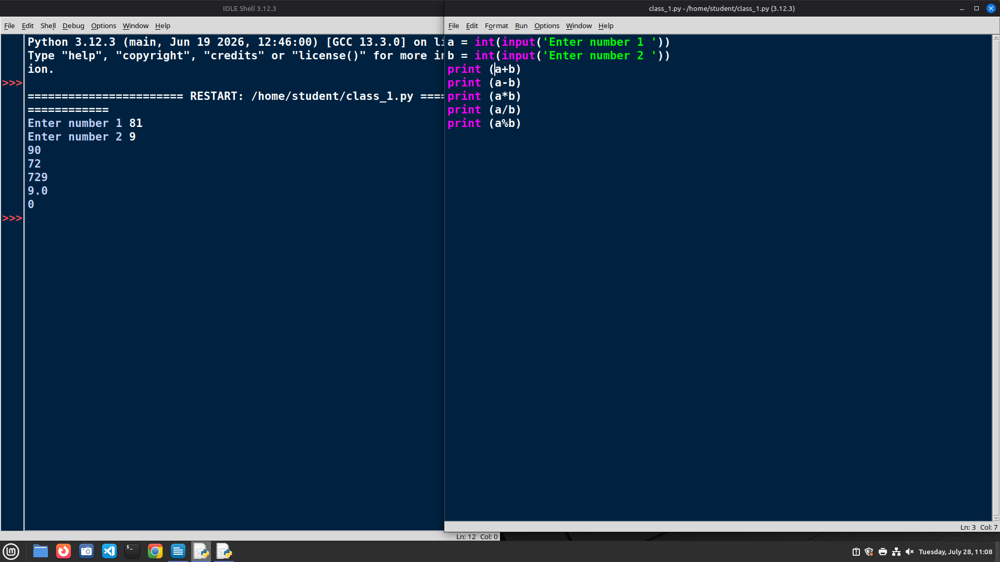 IDLE Shell 3.12.3
File Edit Shell Debug Options Window Help
Python 3.12.3 (main, Jun 19 2026, 12:46:00) [GCC 13.3.0] on li
Type "help", "copyright", "credits" or "license()" for more in
ion.
>>>
======================= RESTART: /home/student/class_1.py ====
============
Enter number 1 81
Enter number 2 9
90
72
729
9.0
0
>>>
Ln: 12 Col: 0
class_1.py - /home/student/class_1.py (3.12.3)
File Edit Format Run Options Window Help
a = int(input('Enter number 1 '))
b = int(input('Enter number 2 '))
print (a+b)
print (a-b)
print (a*b)
print (a/b)
print (a%b)
Ln: 3 Col: 7
Tuesday, July 28, 11:08